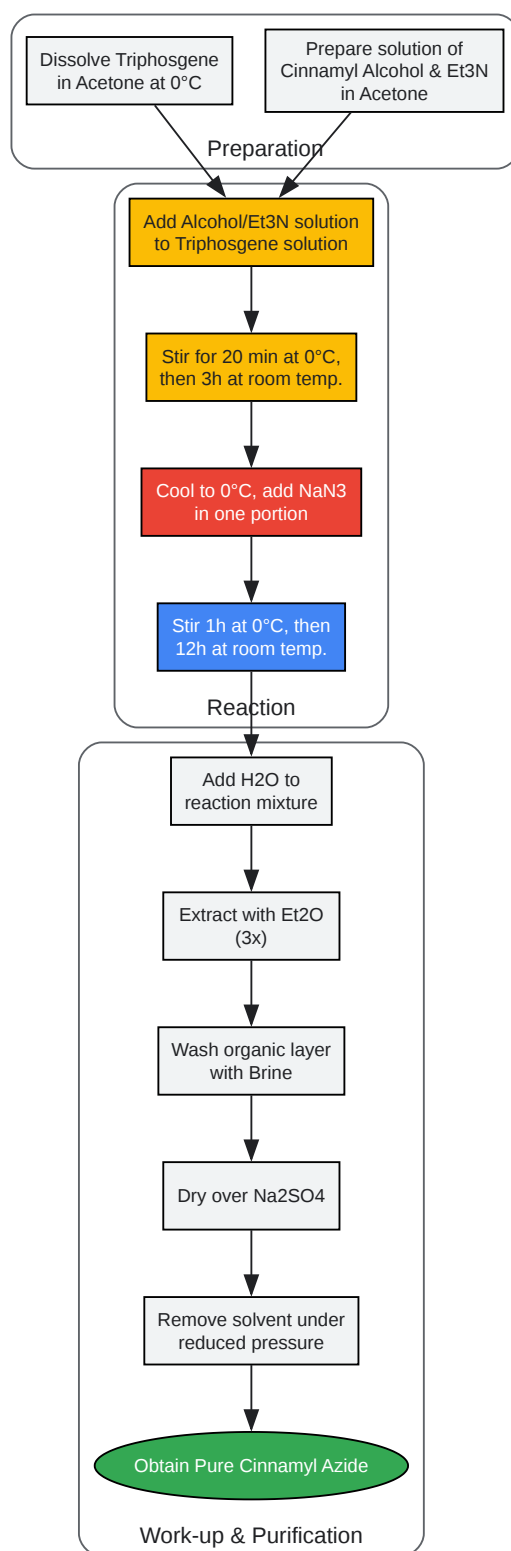 Dissolve Triphosgene
in Acetone at 0°C
Prepare solution of
Cinnamyl Alcohol & Et3N
in Acetone
Preparation
Add Alcohol/Et3N solution
to Triphosgene solution
Stir for 20 min at 0°C,
then 3h at room temp.
Cool to 0°C, add NaN3
in one portion
Stir 1h at 0°C, then
12h at room temp.
Reaction
Add H2O to
reaction mixture
Extract with Et2O
(3x)
Wash organic layer
with Brine
Dry over Na2SO4
Remove solvent under
reduced pressure
Obtain Pure Cinnamyl Azide
Work-up & Purification